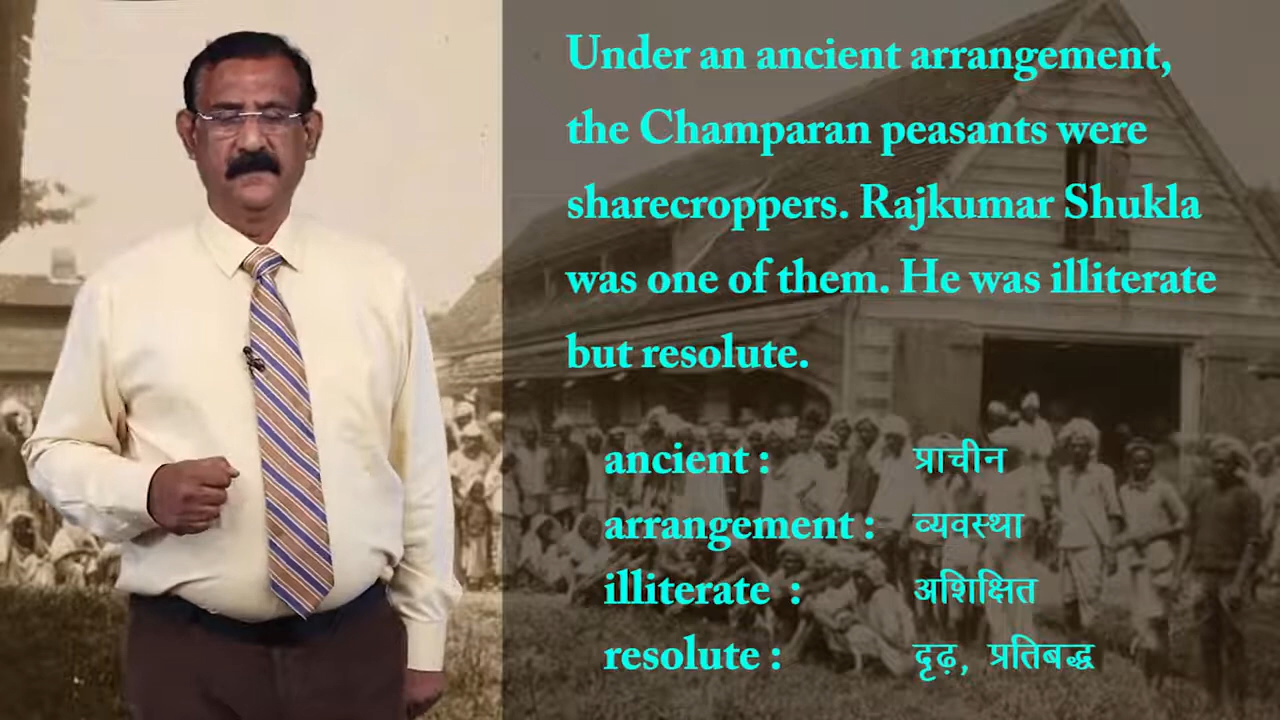 Under an ancient arrangement,
the Champaran peasants were
sharecroppers. Rajkumar Shukla
was one of them. He was illiterate
but resolute.
ancient : प्राचीन
arrangement : व्यवस्था
illiterate : अशिक्षित
resolute : दृढ़, प्रतिबद्ध